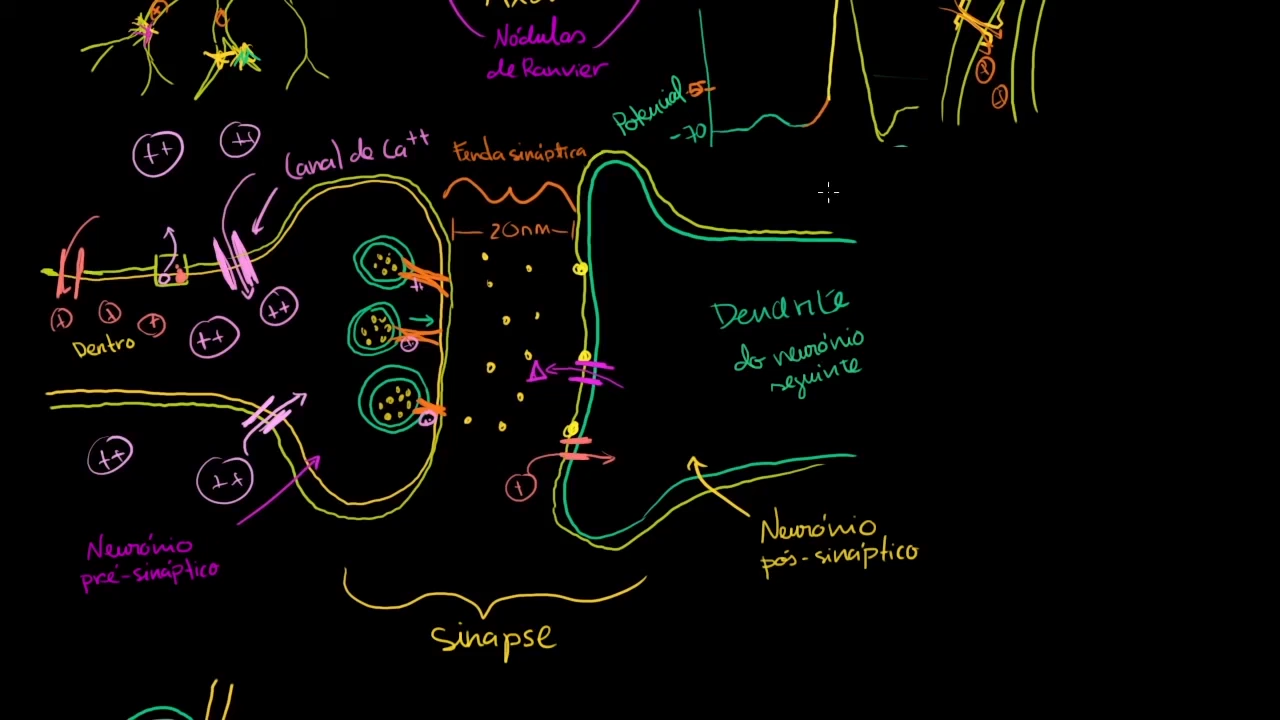 Nódulos
de Ranvier
Potencial
-70
Canal de Ca++
Fenda sináptica
20nm
++
++
++
++
++
++
+
+
+
Dentro
Dendrite
do neurónio
seguinte
+
Neurónio
pré-sináptico
Neurónio
pós-sináptico
Sinapse